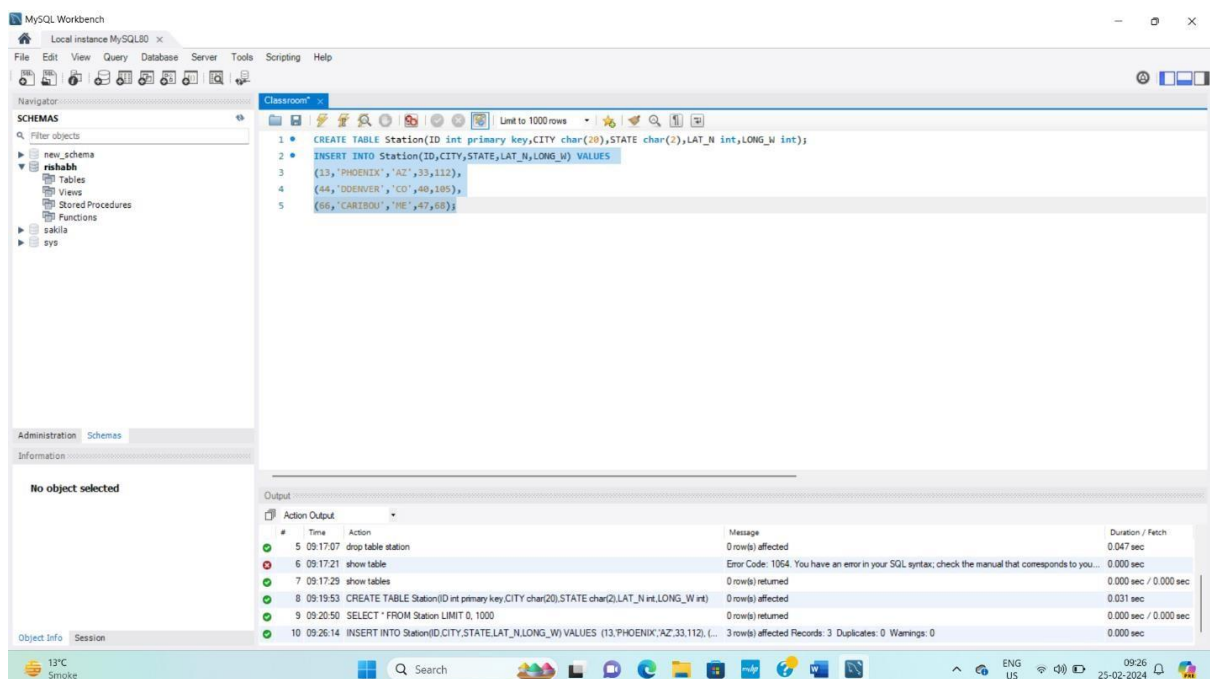 MySQL Workbench
Local instance MySQL80
File Edit View Query Database Server Tools Scripting Help
Navigator
SCHEMAS
Filter objects
new_schema
rishabh
Tables
Views
Stored Procedures
Functions
sakila
sys
Administration Schemas
Information
No object selected
Object Info Session
Classroom*
Limit to 1000 rows
1 CREATE TABLE Station(ID int primary key,CITY char(20),STATE char(2),LAT_N int,LONG_W int);
2 INSERT INTO Station(ID,CITY,STATE,LAT_N,LONG_W) VALUES
3 (13,'PHOENIX','AZ',33,112),
4 (44,'DDENVER','CO',40,105),
5 (66,'CARIBOU','ME',47,68);
Output
Action Output
# Time Action Message Duration / Fetch
5 09:17:07 drop table station 0 row(s) affected 0.047 sec
6 09:17:21 show table Error Code: 1064. You have an error in your SQL syntax; check the manual that corresponds to you... 0.000 sec
7 09:17:29 show tables 0 row(s) returned 0.000 sec / 0.000 sec
8 09:19:53 CREATE TABLE Station(ID int primary key,CITY char(20),STATE char(2),LAT_N int,LONG_W int) 0 row(s) affected 0.031 sec
9 09:20:50 SELECT * FROM Station LIMIT 0, 1000 0 row(s) returned 0.000 sec / 0.000 sec
10 09:26:14 INSERT INTO Station(ID,CITY,STATE,LAT_N,LONG_W) VALUES (13,'PHOENIX','AZ',33,112), (... 3 row(s) affected Records: 3 Duplicates: 0 Warnings: 0 0.000 sec
13°C
Smoke
Search
ENG
US
09:26
25-02-2024